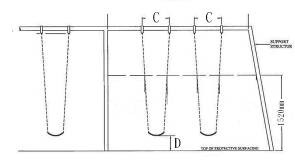 C C
SUPPORT
STRUCTURE
1520mm
D
TOP OF PROTECTIVE SURFACING